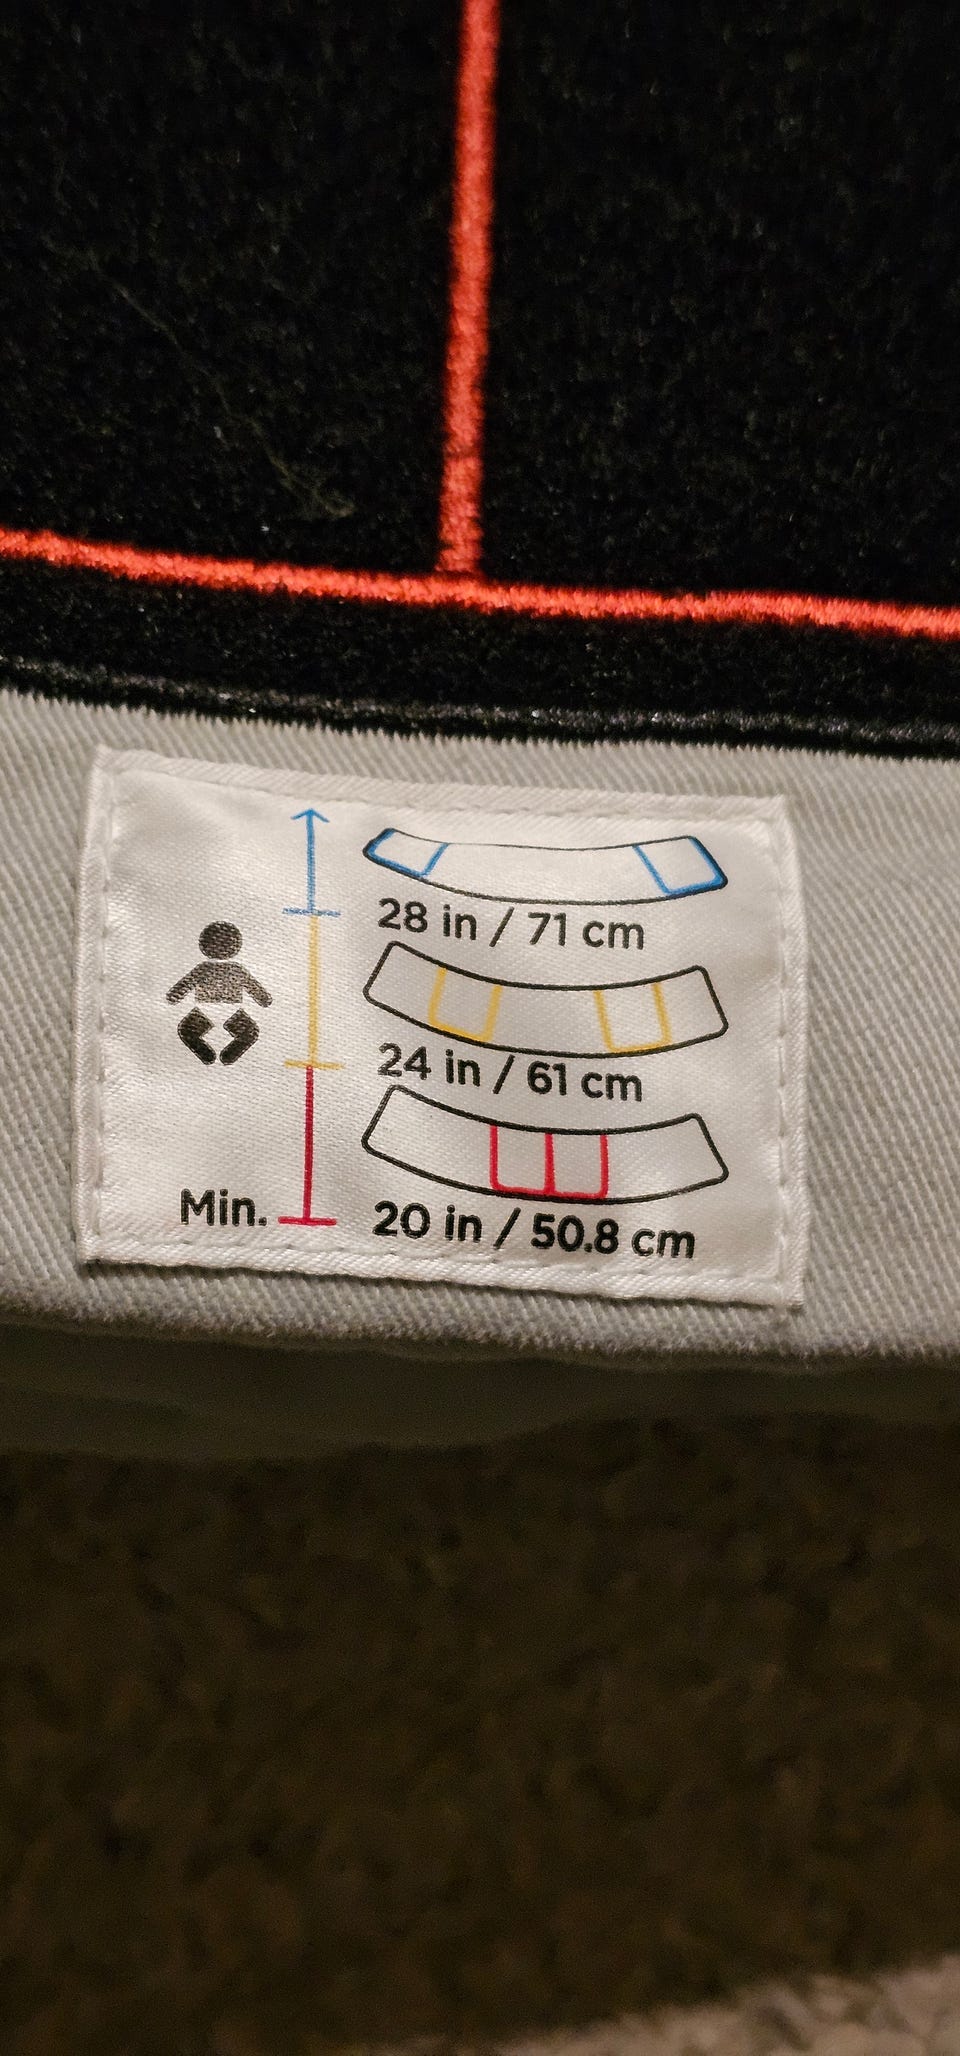 28 in / 71 cm
24 in / 61 cm
Min. 20 in / 50.8 cm